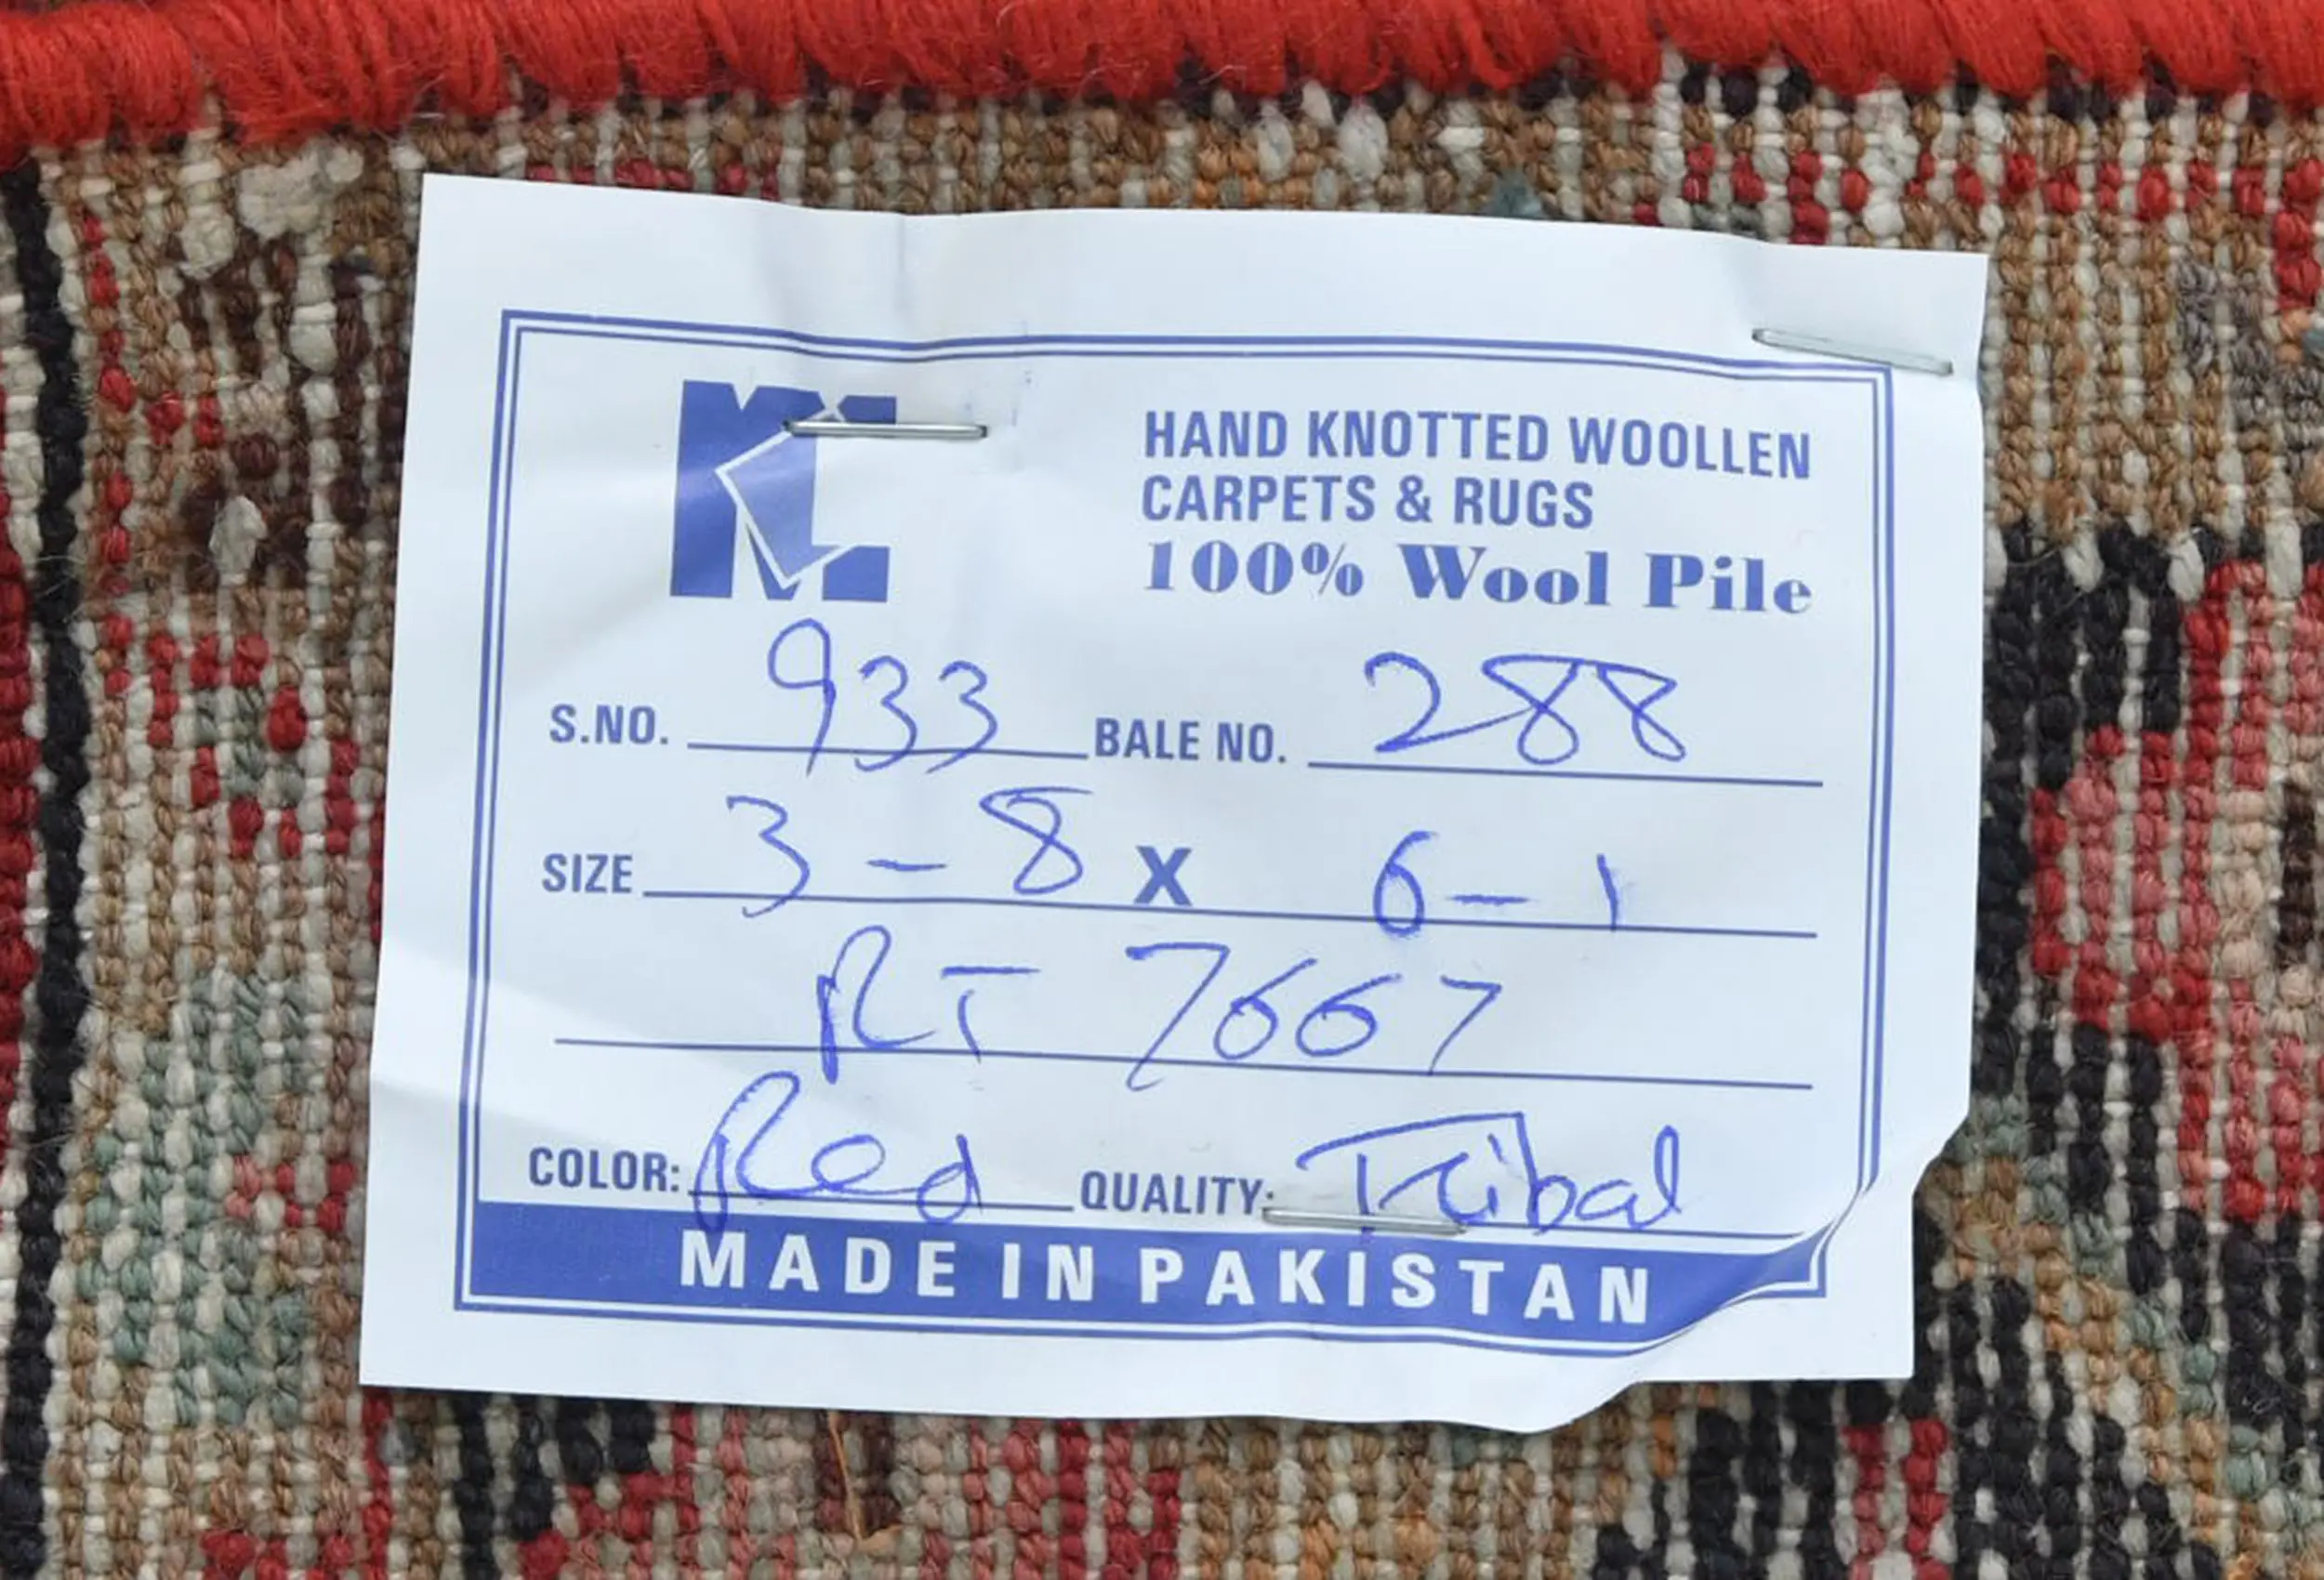 HAND KNOTTED WOOLLEN
CARPETS & RUGS
100% Wool Pile
S.NO. 933 BALE NO. 288
SIZE 3-8 X 6-1
RT 7667
COLOR: Red QUALITY: Tribal
MADE IN PAKISTAN